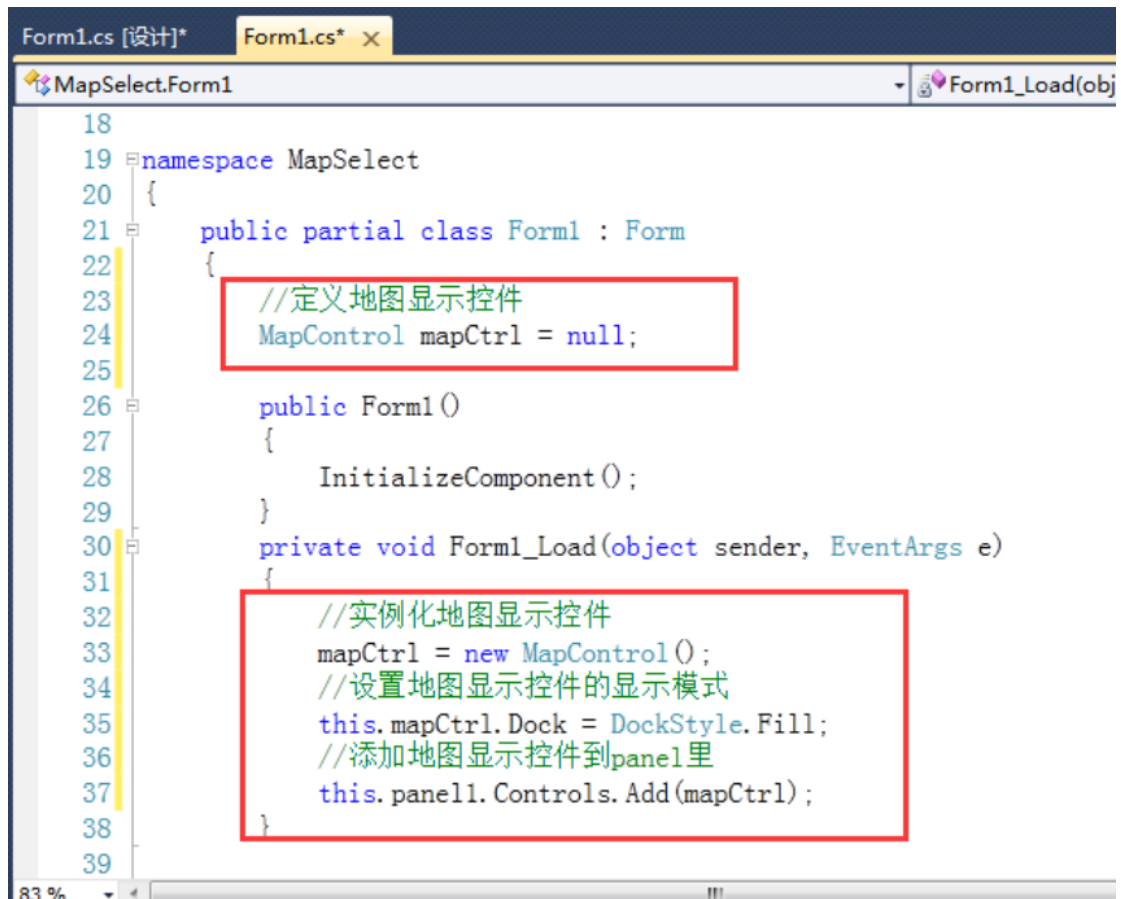 Form1.cs [设计]* Form1.cs*
MapSelect.Form1 Form1_Load(obj
18
19 namespace MapSelect
20 {
21 public partial class Form1 : Form
22 {
23 //定义地图显示控件
24 MapControl mapCtrl = null;
25
26 public Form1()
27 {
28 InitializeComponent();
29 }
30 private void Form1_Load(object sender, EventArgs e)
31 {
32 //实例化地图显示控件
33 mapCtrl = new MapControl();
34 //设置地图显示控件的显示模式
35 this.mapCtrl.Dock = DockStyle.Fill;
36 //添加地图显示控件到panel里
37 this.panel1.Controls.Add(mapCtrl);
38 }
39
83 %